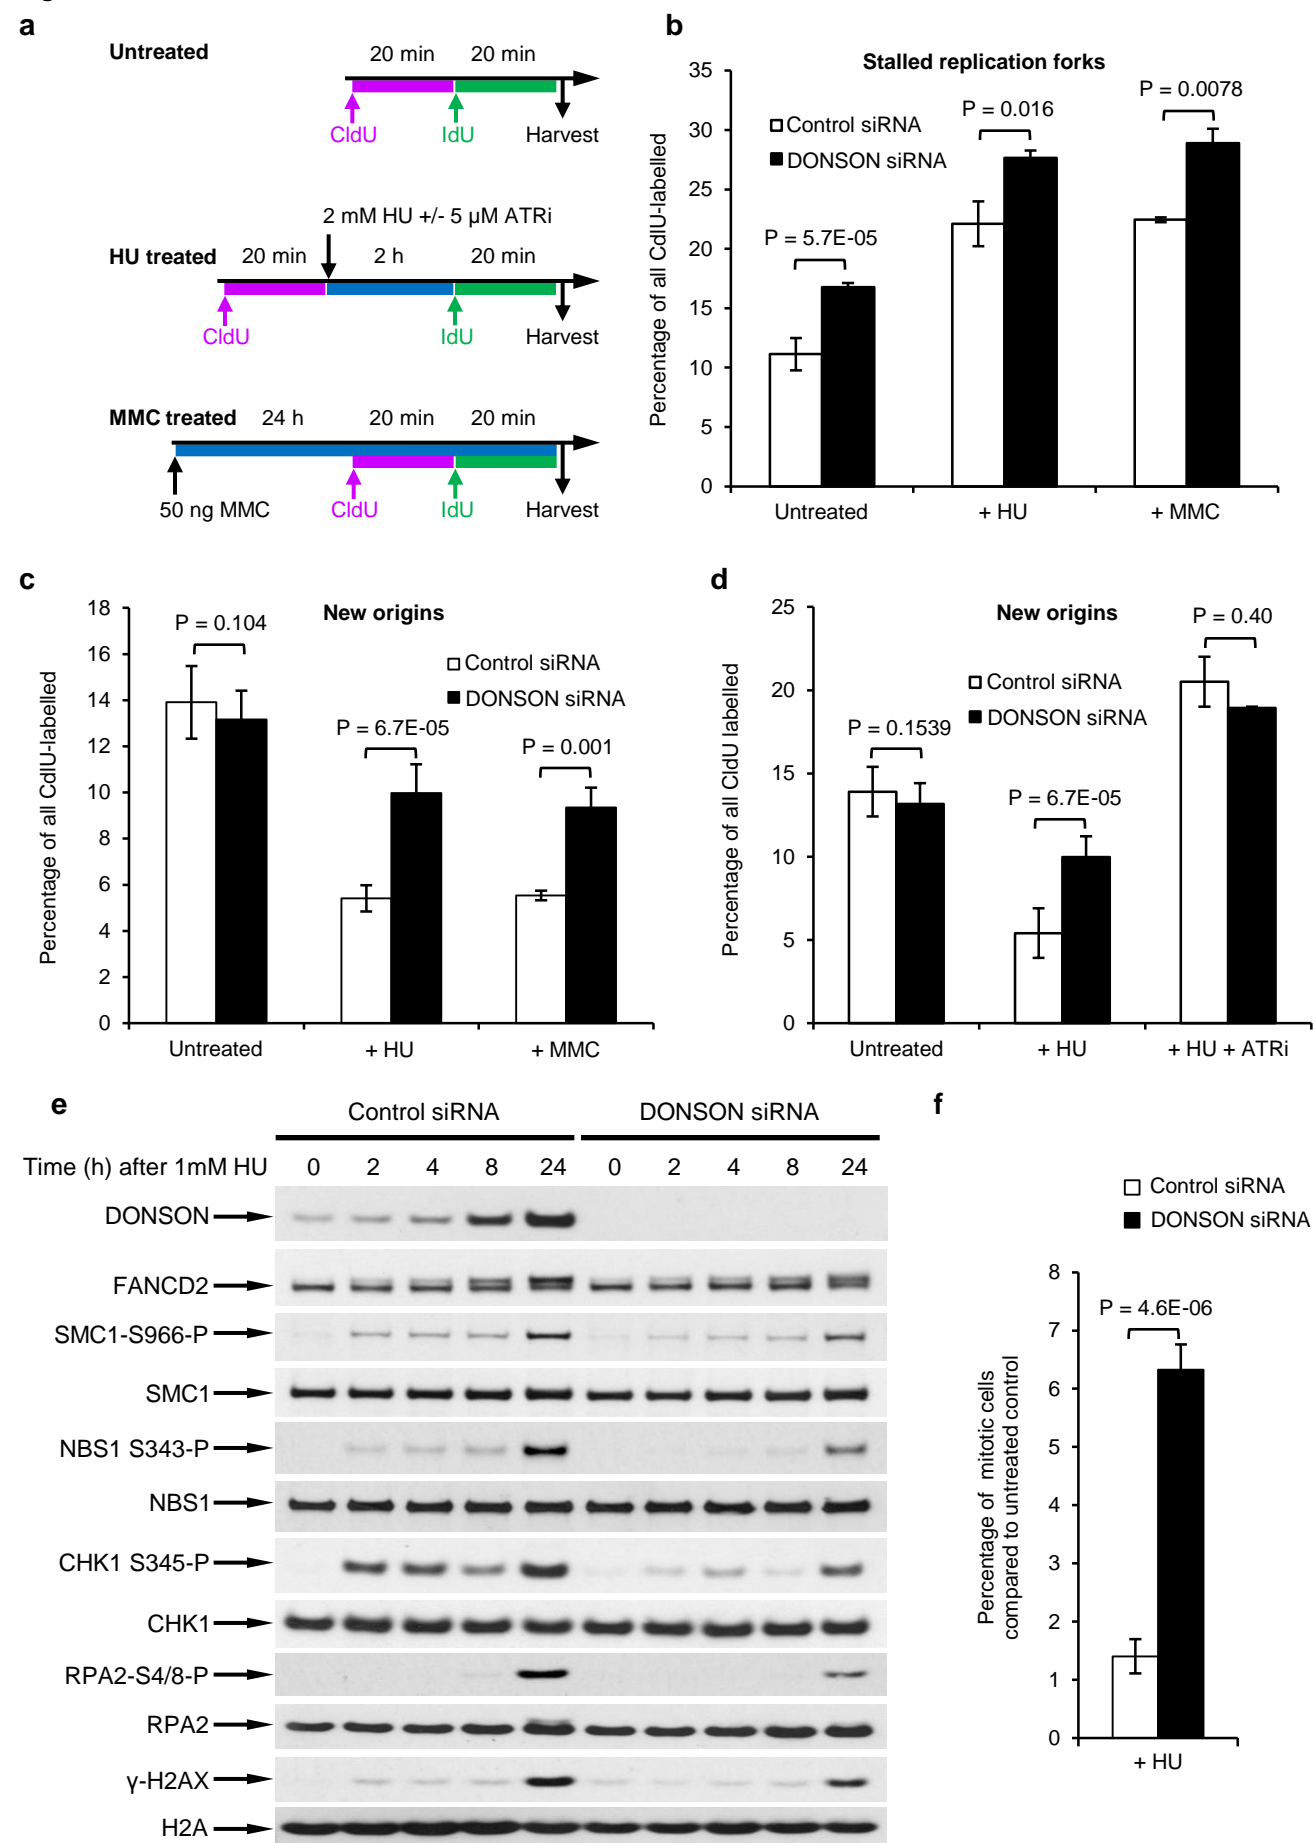 a
Untreated
20 min 20 min
CldU IdU Harvest
2 mM HU +/- 5 µM ATRi
HU treated
20 min 2 h 20 min
CldU IdU Harvest
MMC treated
24 h 20 min 20 min
50 ng MMC CldU IdU Harvest
b
Stalled replication forks
Percentage of all CdlU-labelled
35
30
25
20
15
10
5
0
Control siRNA
DONSON siRNA
P = 5.7E-05
P = 0.016
P = 0.0078
Untreated + HU + MMC
c
New origins
Percentage of all CdlU-labelled
18
16
14
12
10
8
6
4
2
0
Control siRNA
DONSON siRNA
P = 0.104
P = 6.7E-05
P = 0.001
Untreated + HU + MMC
d
New origins
Percentage of all CldU labelled
25
20
15
10
5
0
Control siRNA
DONSON siRNA
P = 0.1539
P = 6.7E-05
P = 0.40
Untreated + HU + HU + ATRi
e
Control siRNA DONSON siRNA
Time (h) after 1mM HU 0 2 4 8 24 0 2 4 8 24
DONSON
FANCD2
SMC1-S966-P
SMC1
NBS1 S343-P
NBS1
CHK1 S345-P
CHK1
RPA2-S4/8-P
RPA2
γ-H2AX
H2A
f
Control siRNA
DONSON siRNA
Percentage of mitotic cells
compared to untreated control
8
7
6
5
4
3
2
1
0
P = 4.6E-06
+ HU